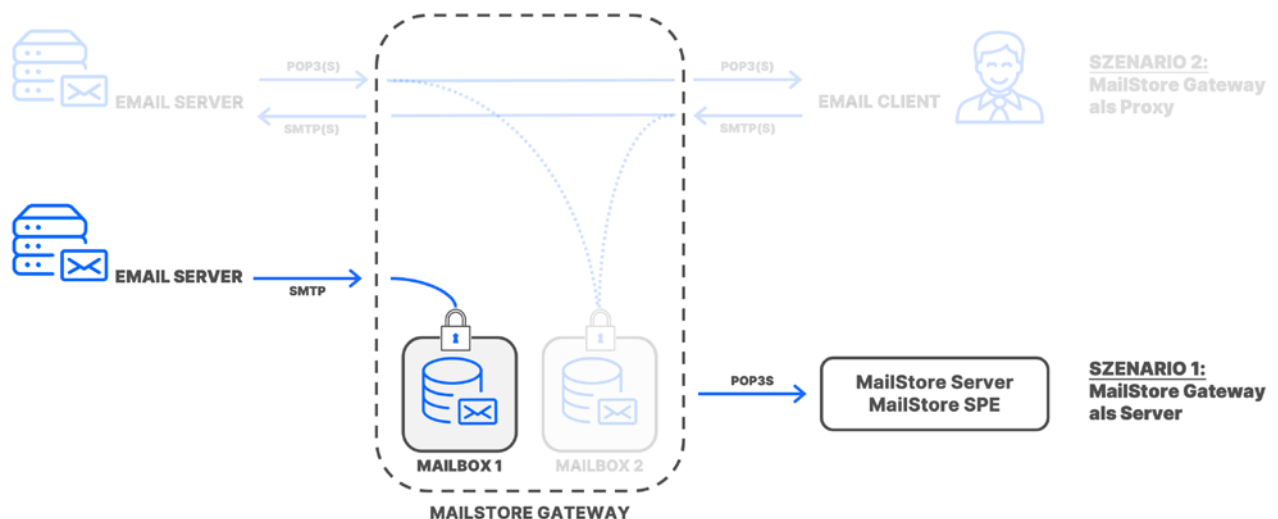 POP3(S)
POP3(S)
EMAIL SERVER
EMAIL CLIENT
SMTP(S)
SMTP(S)
SZENARIO 2:
MailStore Gateway
als Proxy
EMAIL SERVER
SMTP
MAILBOX 1
MAILBOX 2
MAILSTORE GATEWAY
POP3S
MailStore Server
MailStore SPE
SZENARIO 1:
MailStore Gateway
als Server